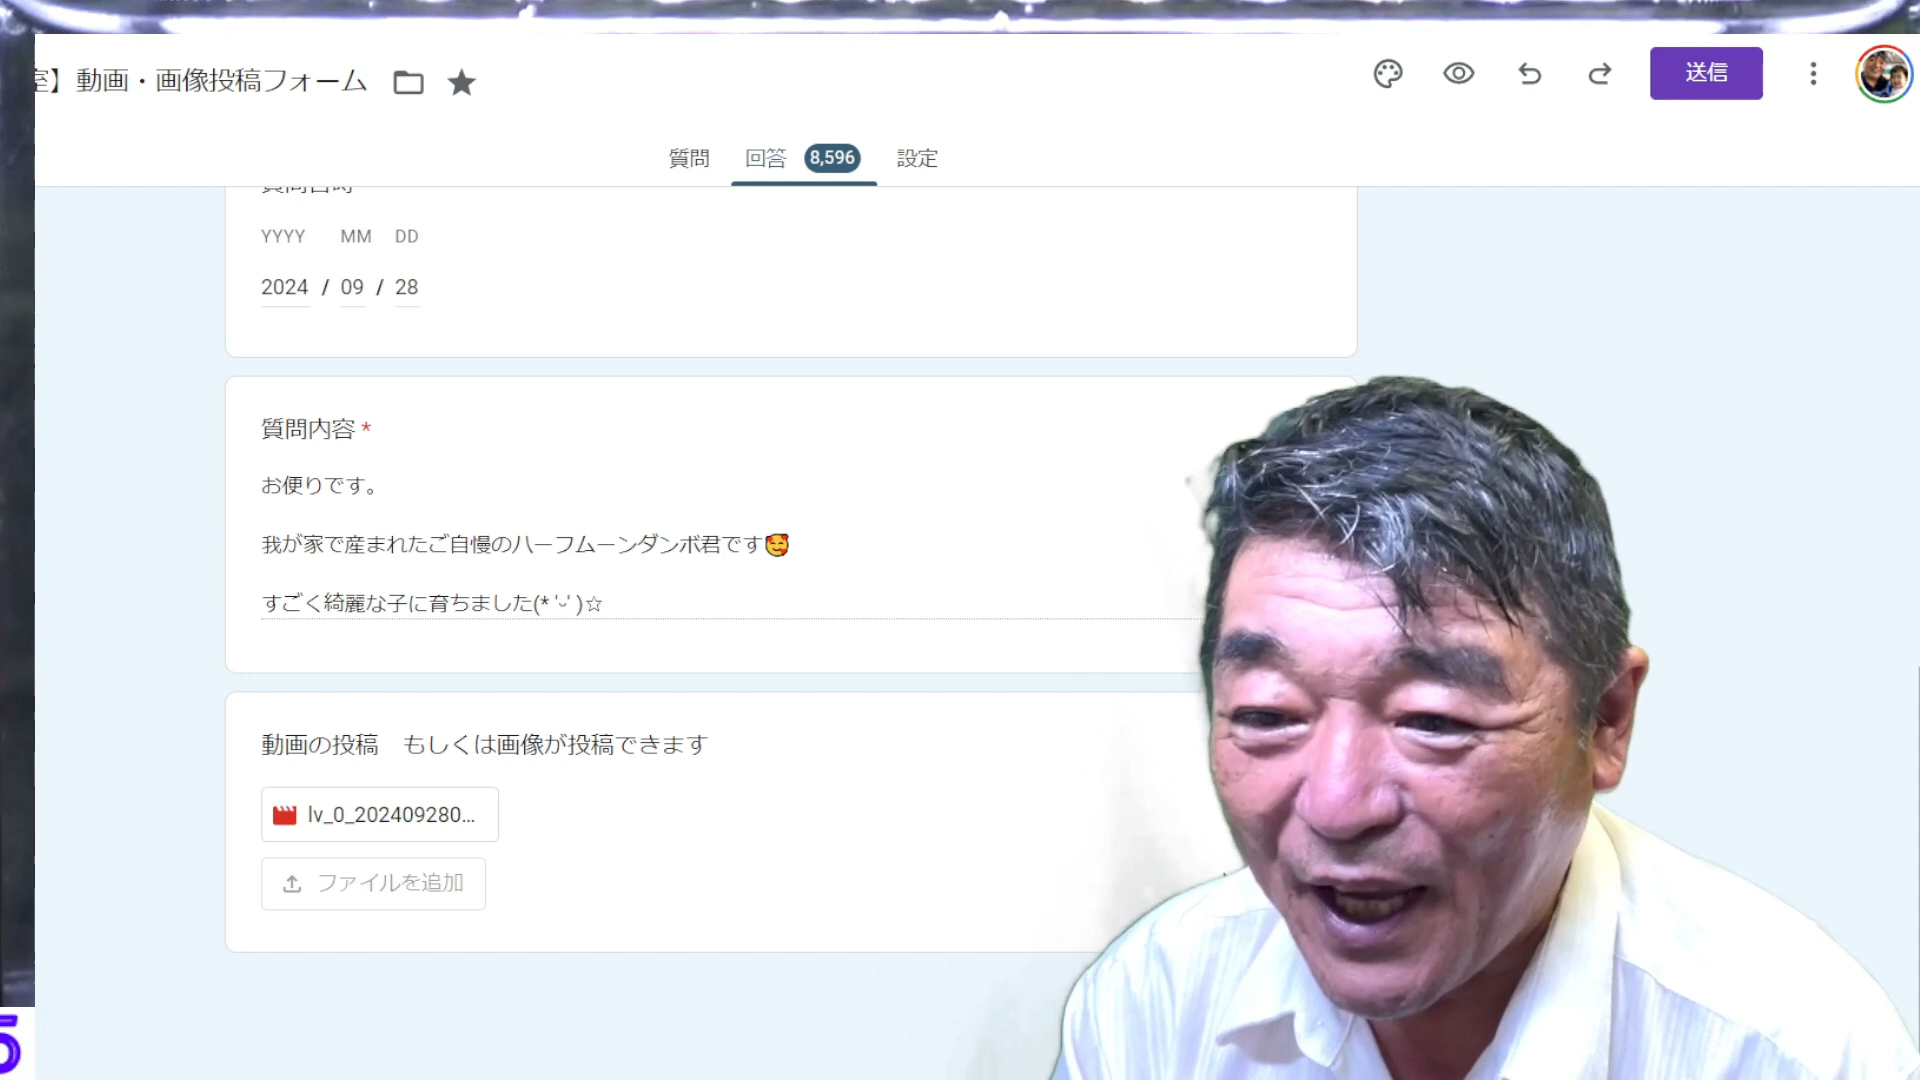 室】動画・画像投稿フォーム
送信
質問 回答 8,596 設定
質問日時
YYYY MM DD
2024 / 09 / 28
質問内容 *
お便りです。
我が家で産まれたご自慢のハーフムーンダンボ君です🥰
すごく綺麗な子に育ちました(* 'ᵕ' )☆
動画の投稿　もしくは画像が投稿できます
lv_0_202409280...
ファイルを追加